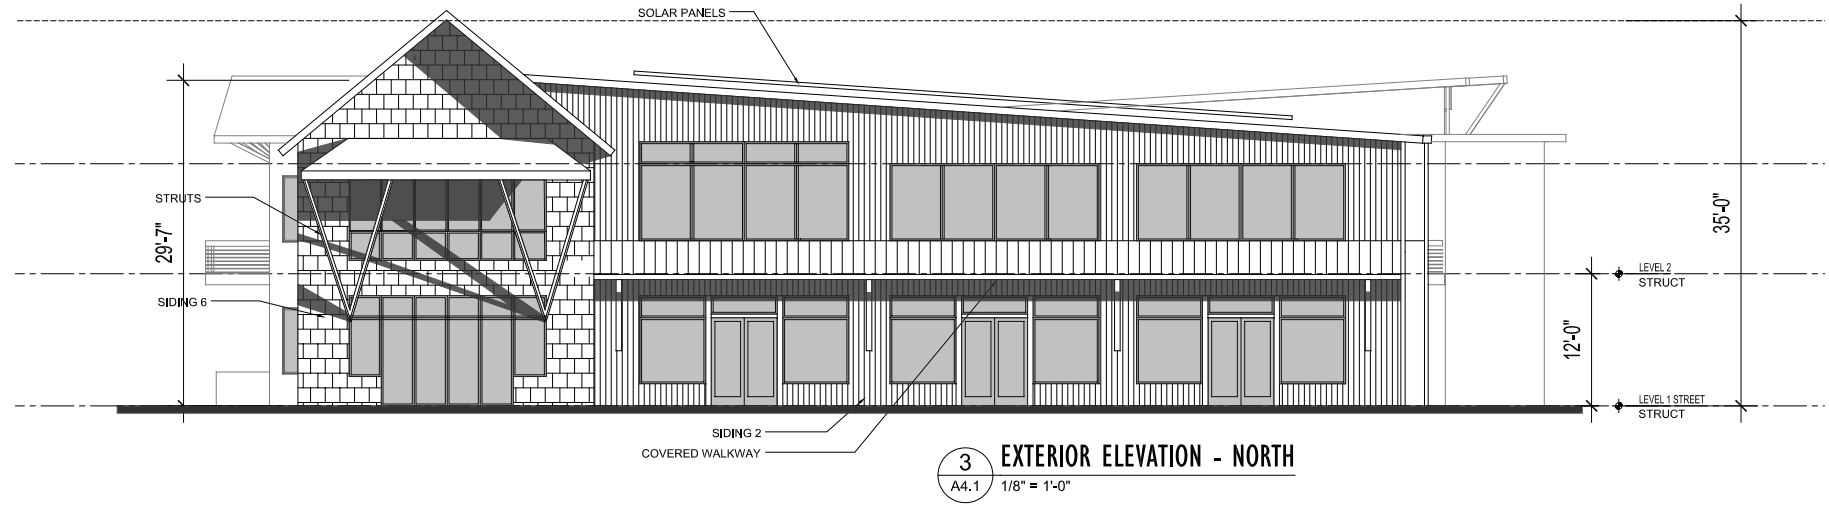 SOLAR PANELS
STRUTS
29'-7"
35'-0"
LEVEL 2
STRUCT
SIDING 6
12'-0"
LEVEL 1 STREET
STRUCT
SIDING 2
COVERED WALKWAY
3
A4.1
EXTERIOR ELEVATION - NORTH
1/8" = 1'-0"